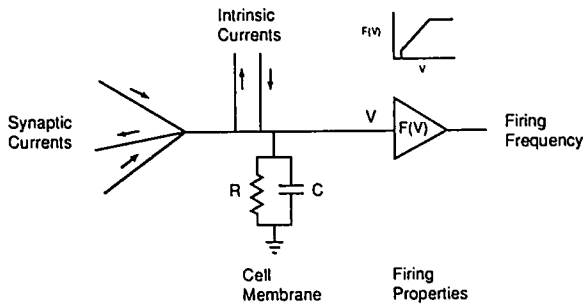 Intrinsic
Currents
F(V)
V
Synaptic
Currents
V
F(V)
Firing
Frequency
R
C
Cell
Membrane
Firing
Properties